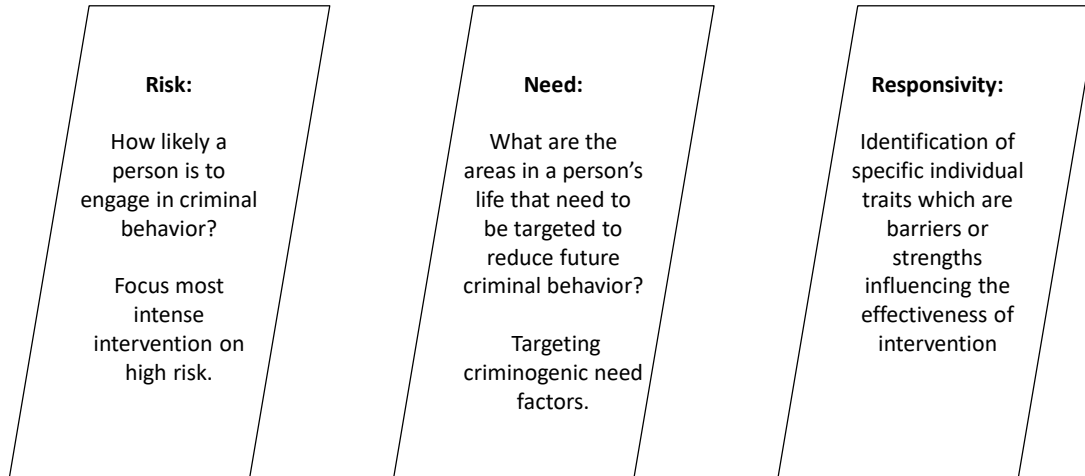 Risk:
How likely a
person is to
engage in criminal
behavior?
Focus most
intense
intervention on
high risk.
Need:
What are the
areas in a person’s
life that need to
be targeted to
reduce future
criminal behavior?
Targeting
criminogenic need
factors.
Responsivity:
Identification of
specific individual
traits which are
barriers or
strengths
influencing the
effectiveness of
intervention